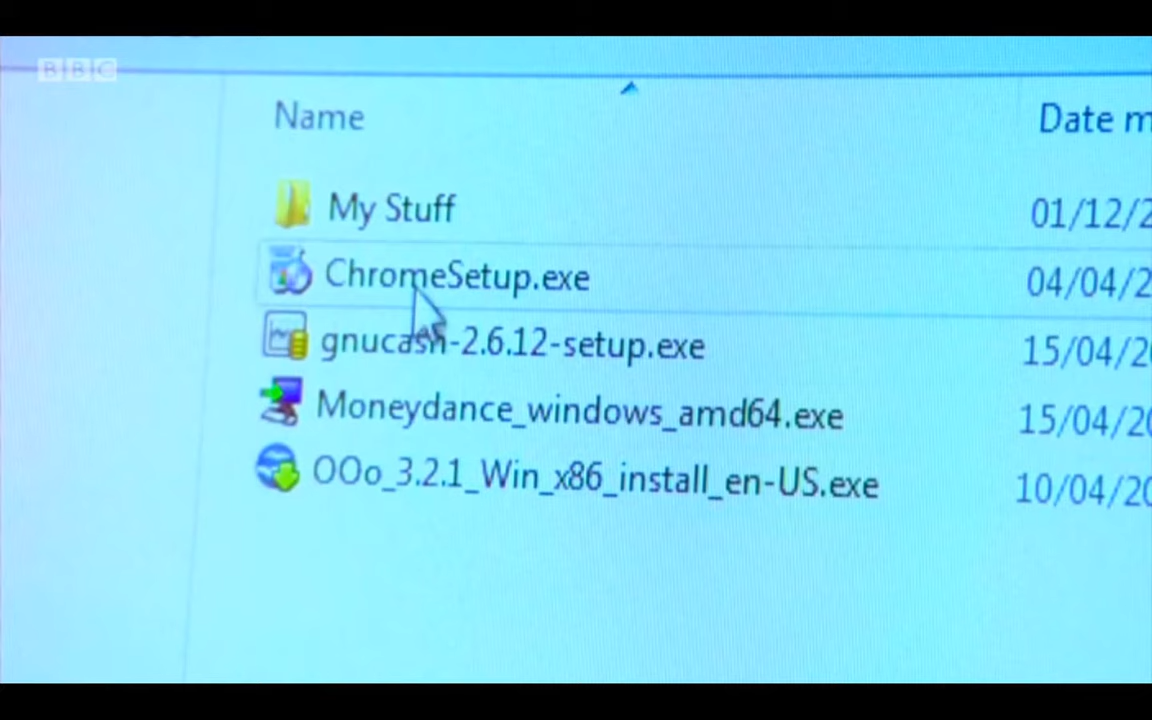 BBC
Name Date m
My Stuff 01/12/2
ChromeSetup.exe 04/04/2
gnucash-2.6.12-setup.exe 15/04/20
Moneydance_windows_amd64.exe 15/04/20
OOo_3.2.1_Win_x86_install_en-US.exe 10/04/20